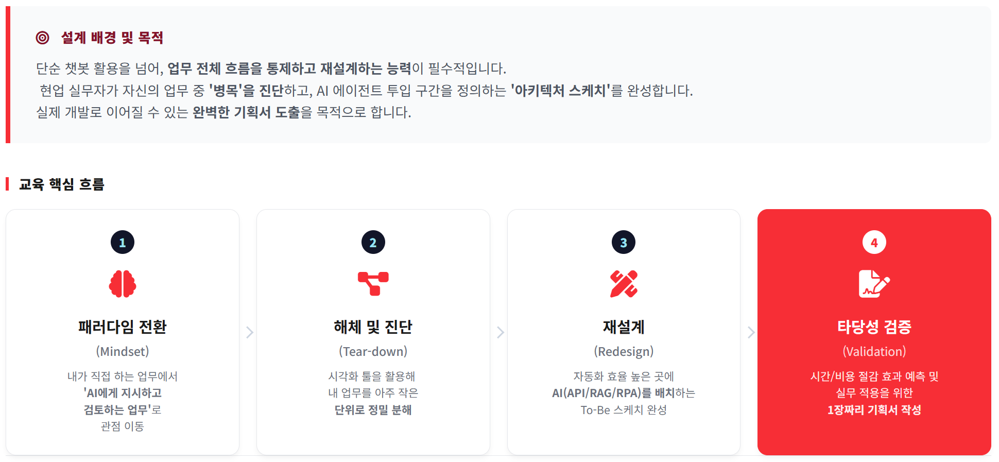 설계 배경 및 목적
단순 챗봇 활용을 넘어, 업무 전체 흐름을 통제하고 재설계하는 능력이 필수적입니다.
현업 실무자가 자신의 업무 중 '병목'을 진단하고, AI 에이전트 투입 구간을 정의하는 '아키텍처 스케치'를 완성합니다.
실제 개발로 이어질 수 있는 완벽한 기획서 도출을 목적으로 합니다.
교육 핵심 흐름
1
패러다임 전환
(Mindset)
내가 직접 하는 업무에서
'AI에게 지시하고
검토하는 업무'로
관점 이동
2
해체 및 진단
(Tear-down)
시각화 툴을 활용해
내 업무를 아주 작은
단위로 정밀 분해
3
재설계
(Redesign)
자동화 효율 높은 곳에
AI(API/RAG/RPA)를 배치하는
To-Be 스케치 완성
4
타당성 검증
(Validation)
시간/비용 절감 효과 예측 및
실무 적용을 위한
1장짜리 기획서 작성